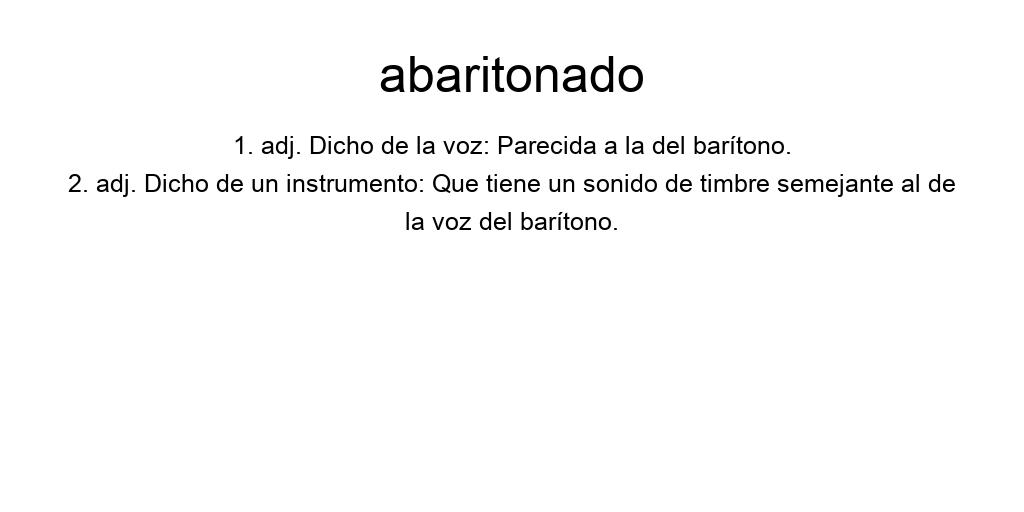 abaritonado
1. adj. Dicho de la voz: Parecida a la del barítono.
2. adj. Dicho de un instrumento: Que tiene un sonido de timbre semejante al de
la voz del barítono.